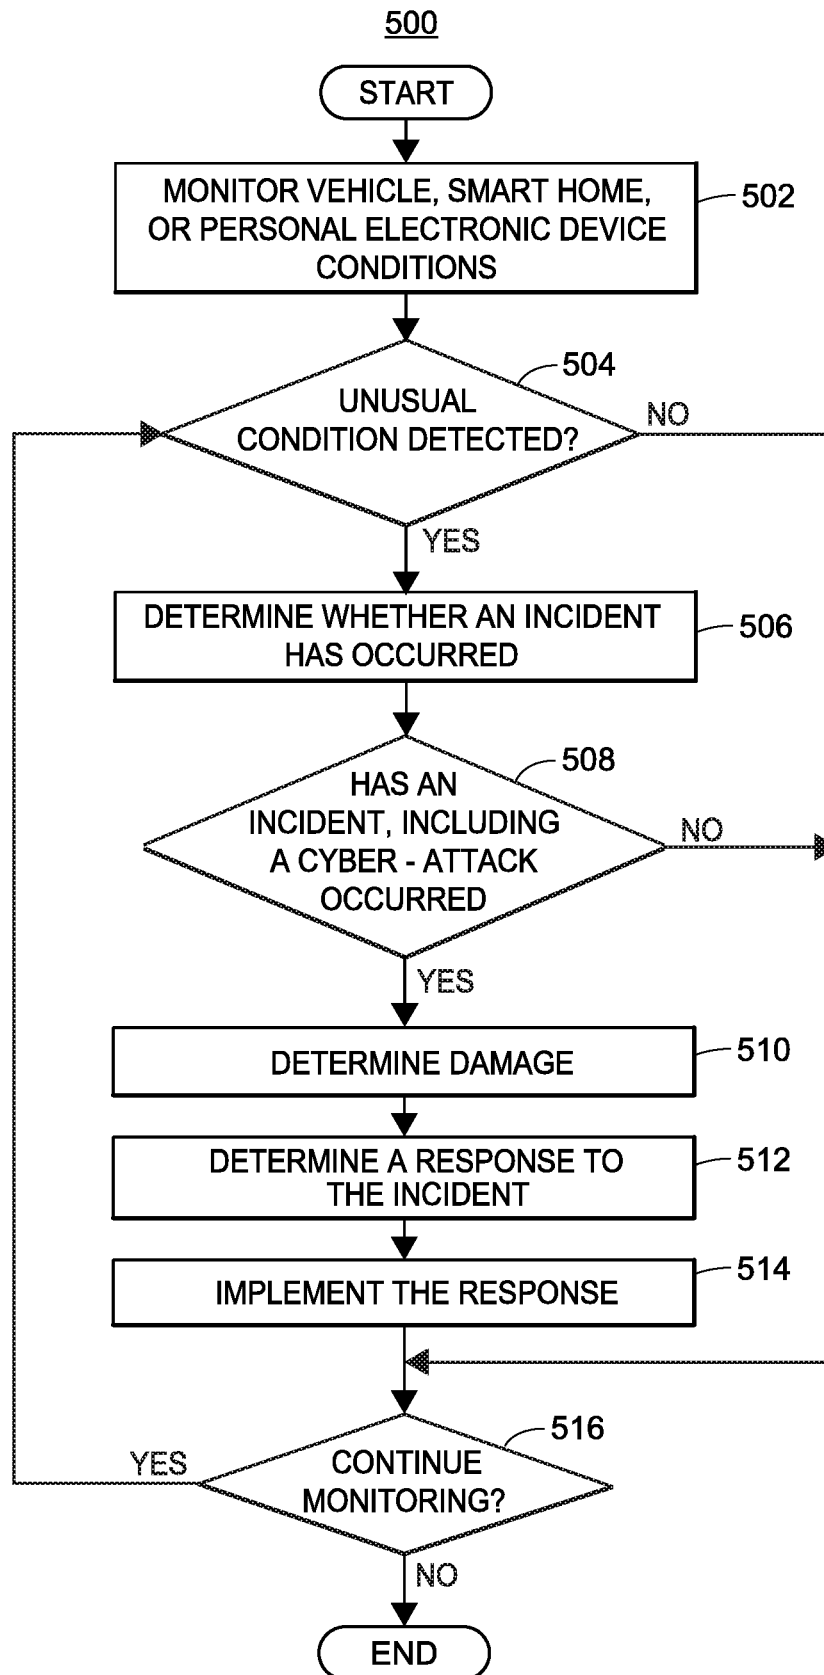 500
START
MONITOR VEHICLE, SMART HOME,
OR PERSONAL ELECTRONIC DEVICE
CONDITIONS
502
504
UNUSUAL
CONDITION DETECTED?
NO
YES
DETERMINE WHETHER AN INCIDENT
HAS OCCURRED
506
508
HAS AN
INCIDENT, INCLUDING
A CYBER - ATTACK
OCCURRED
NO
YES
DETERMINE DAMAGE
510
DETERMINE A RESPONSE TO
THE INCIDENT
512
IMPLEMENT THE RESPONSE
514
516
CONTINUE
MONITORING?
YES
NO
END